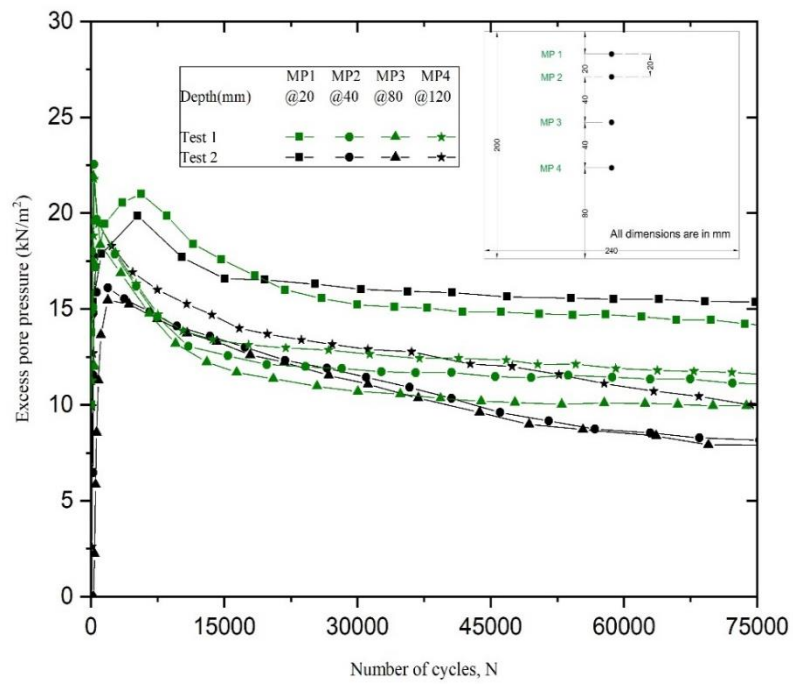 30
25
20
15
10
5
0
Excess pore pressure (kN/m²)
MP1 MP2 MP3 MP4
Depth(mm) @20 @40 @80 @120
Test 1
Test 2
MP 1
MP 2
MP 3
MP 4
20
20
40
40
80
200
All dimensions are in mm
240
0 15000 30000 45000 60000 75000
Number of cycles, N